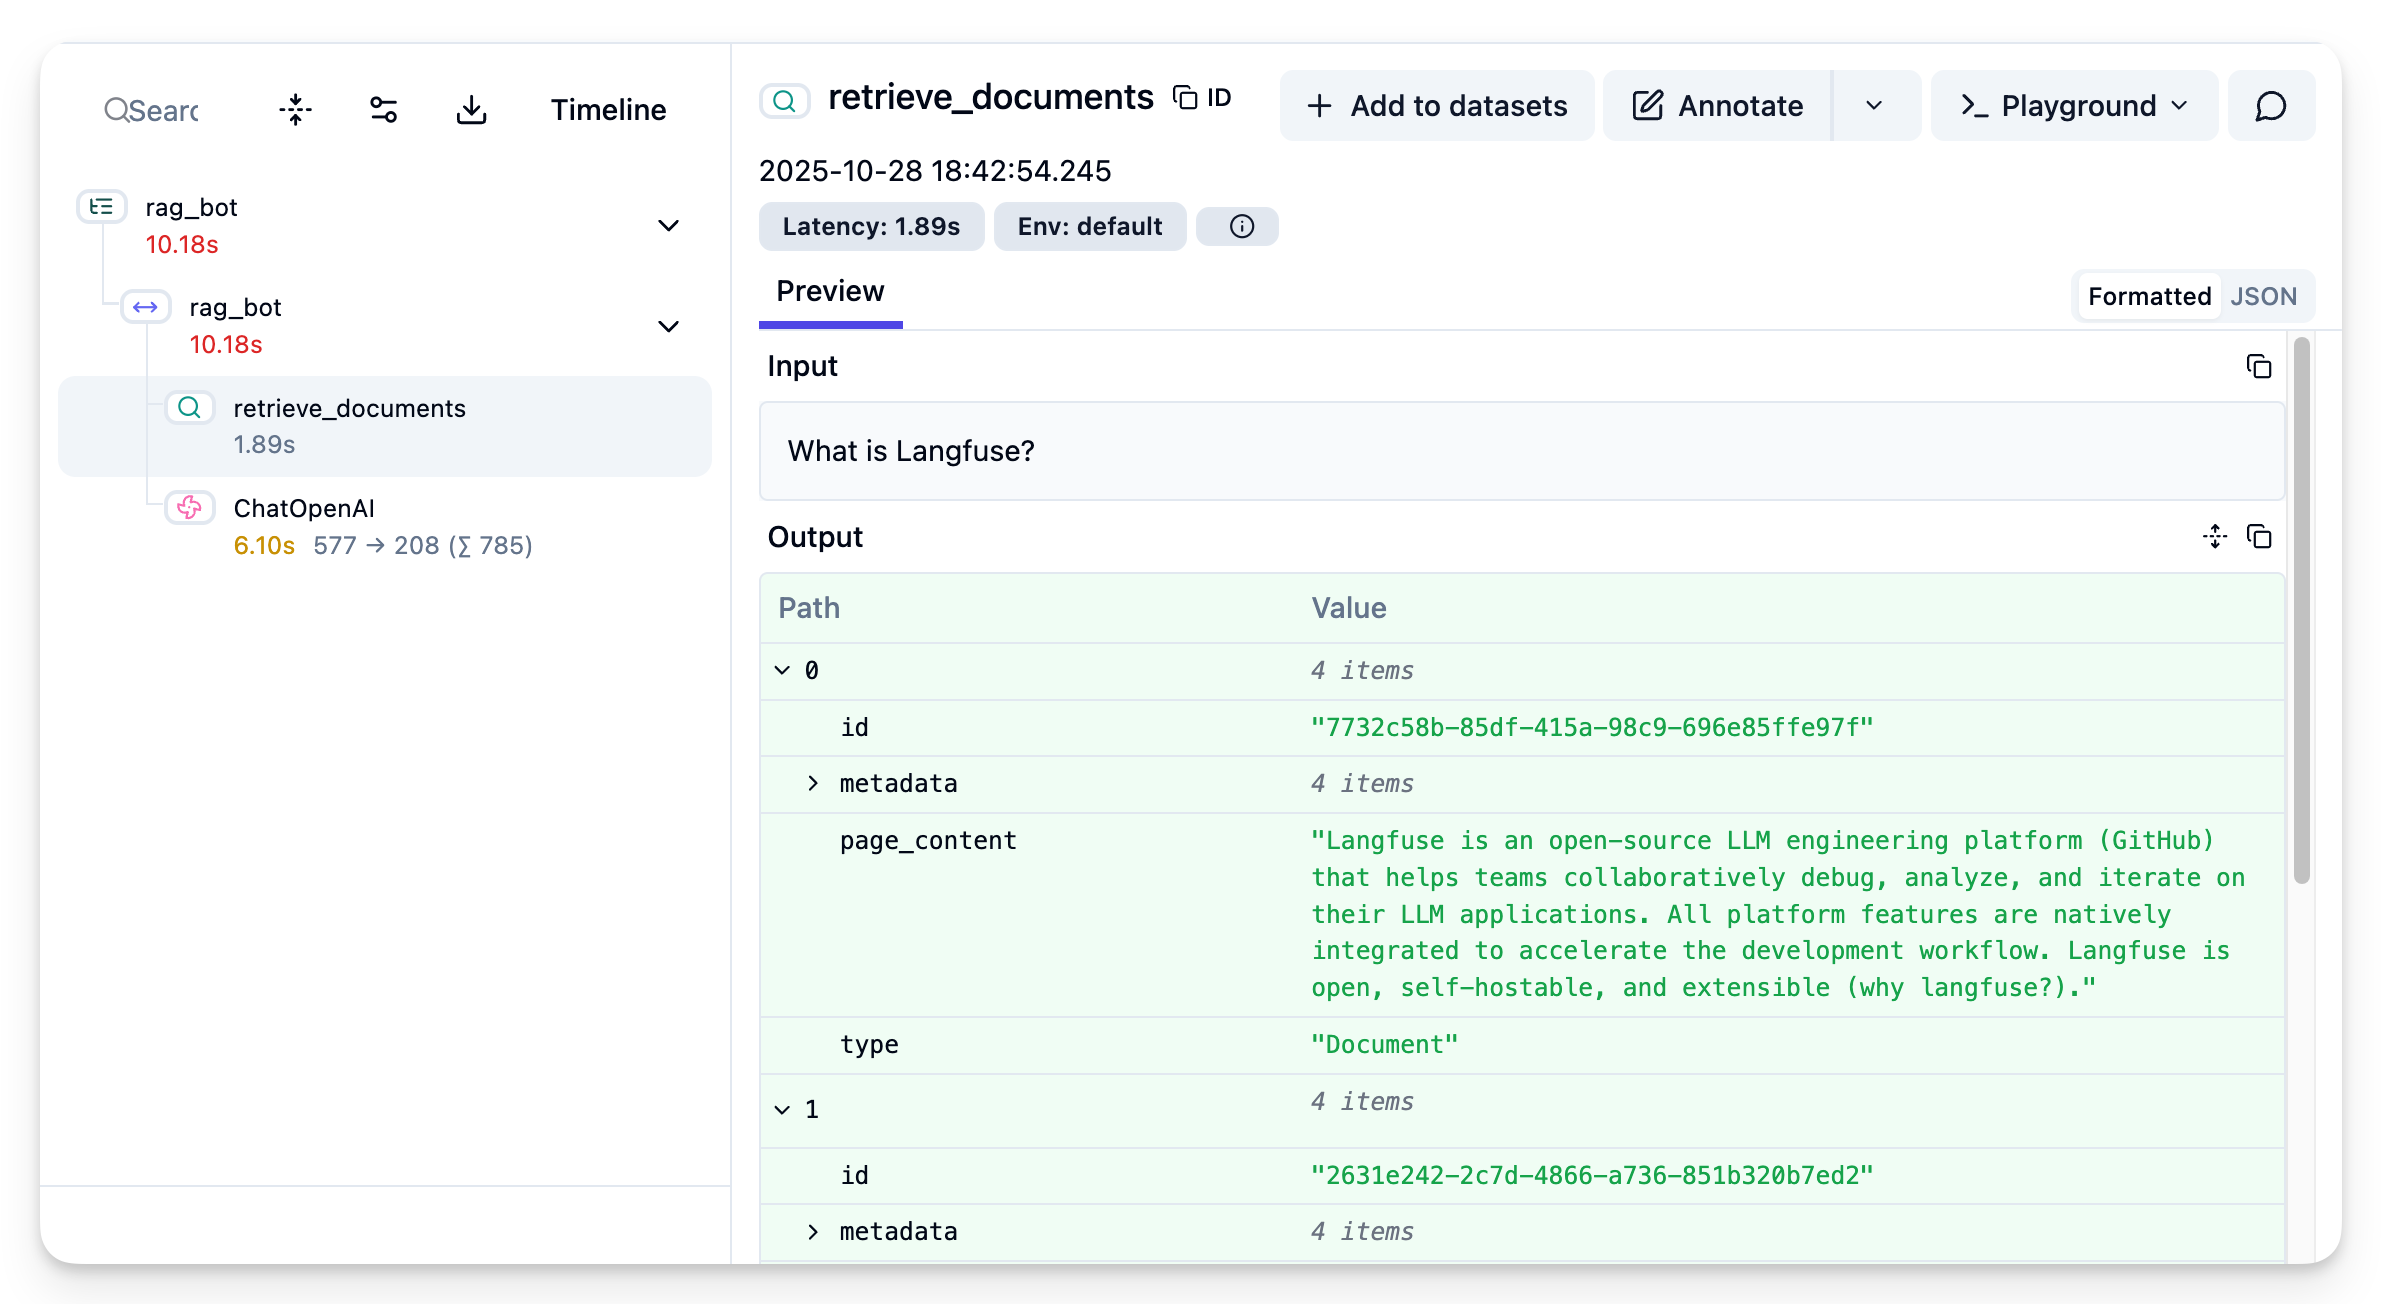 Searc
Timeline
rag_bot
10.18s
rag_bot
10.18s
retrieve_documents
1.89s
ChatOpenAI
6.10s 577 → 208 (∑ 785)
retrieve_documents ID
Add to datasets
Annotate
Playground
2025-10-28 18:42:54.245
Latency: 1.89s
Env: default
Preview
Formatted JSON
Input
What is Langfuse?
Output
Path Value
0 4 items
id "7732c58b-85df-415a-98c9-696e85ffe97f"
metadata 4 items
page_content "Langfuse is an open-source LLM engineering platform (GitHub)
that helps teams collaboratively debug, analyze, and iterate on
their LLM applications. All platform features are natively
integrated to accelerate the development workflow. Langfuse is
open, self-hostable, and extensible (why langfuse?)."
type "Document"
1 4 items
id "2631e242-2c7d-4866-a736-851b320b7ed2"
metadata 4 items